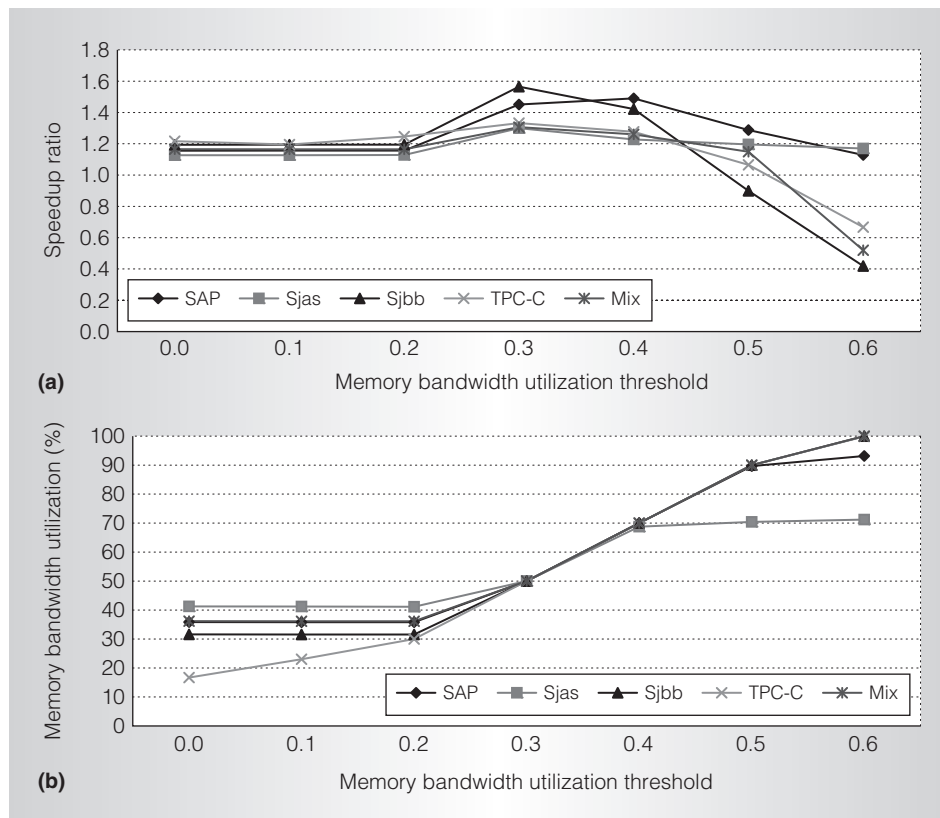 Speedup ratio
1.8
1.6
1.4
1.2
1.0
0.8
0.6
0.4
0.2
0.0
SAP Sjas Sjbb TPC-C Mix
0.0 0.1 0.2 0.3 0.4 0.5 0.6
(a) Memory bandwidth utilization threshold
Memory bandwidth utilization (%)
100
90
80
70
60
50
40
30
20
10
0
SAP Sjas Sjbb TPC-C Mix
0.0 0.1 0.2 0.3 0.4 0.5 0.6
(b) Memory bandwidth utilization threshold